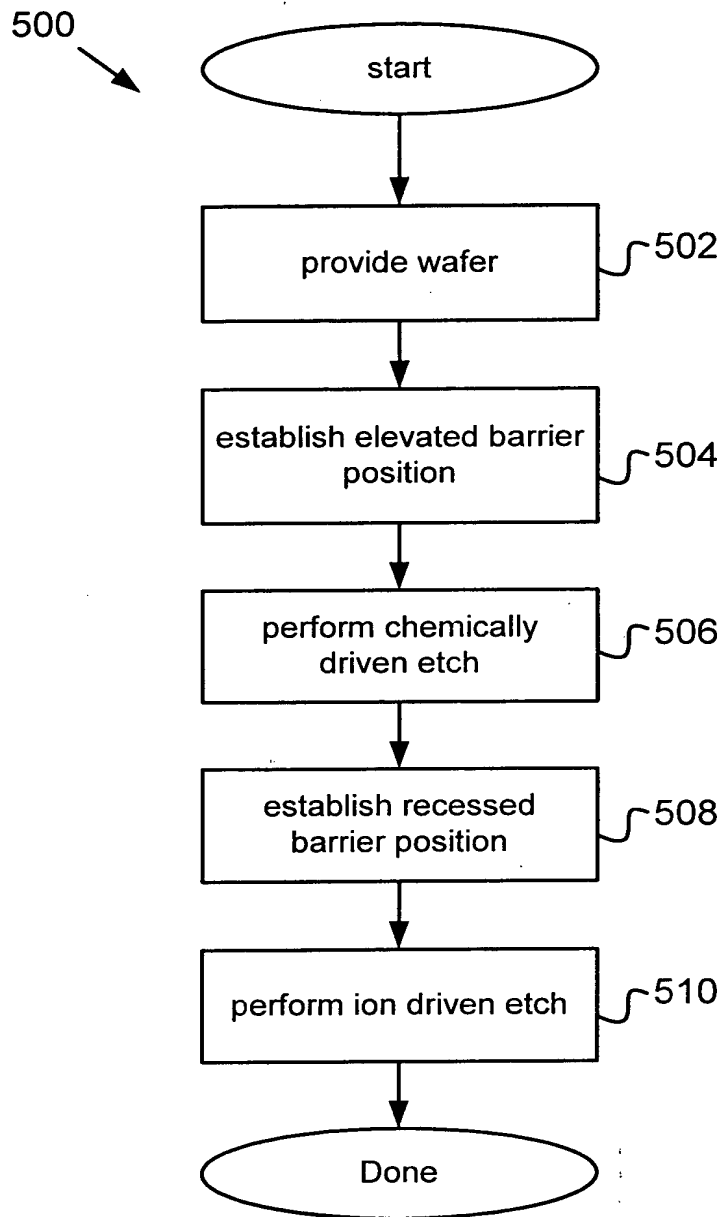 500
start
provide wafer
502
establish elevated barrier
position
504
perform chemically
driven etch
506
establish recessed
barrier position
508
perform ion driven etch
510
Done